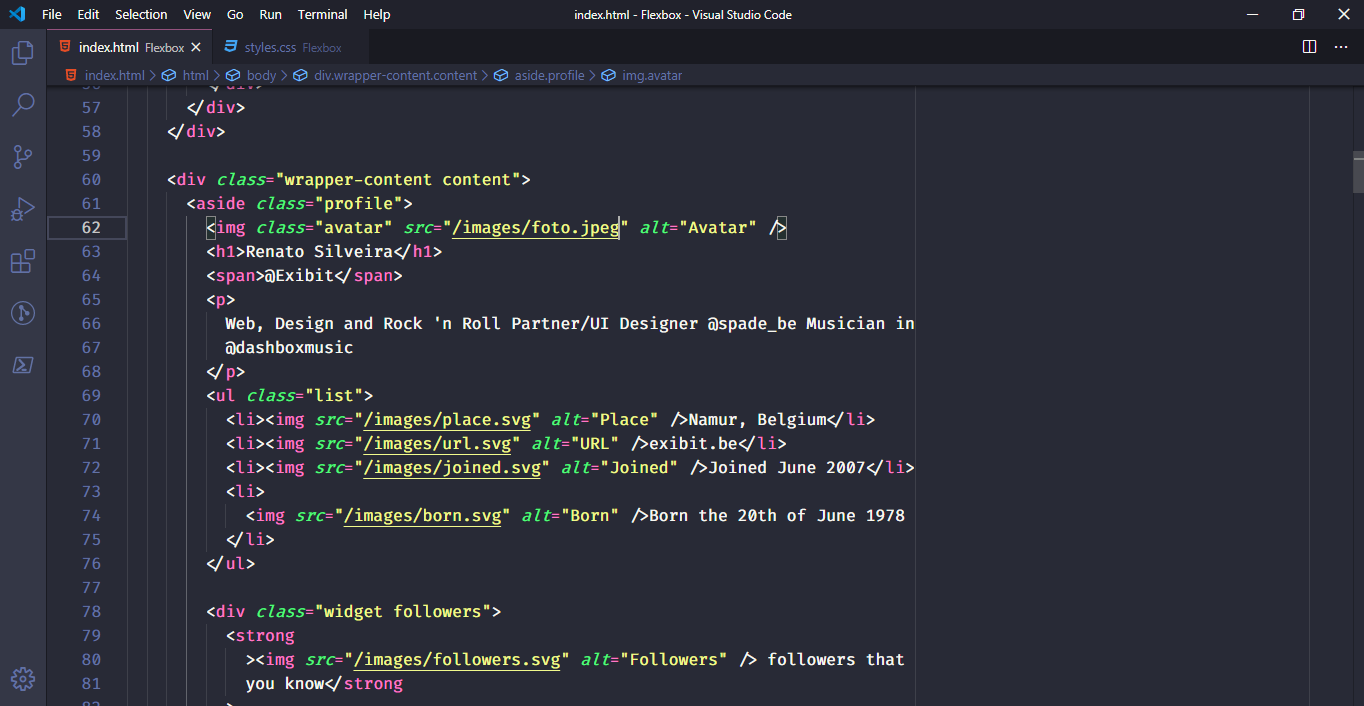 File Edit Selection View Go Run Terminal Help index.html - Flexbox - Visual Studio Code
index.html Flexbox styles.css Flexbox
index.html > html > body > div.wrapper-content.content > aside.profile > img.avatar
56 </div>
57 </div>
58 </div>
59
60 <div class="wrapper-content content">
61 <aside class="profile">
62 <img class="avatar" src="/images/foto.jpeg" alt="Avatar" />
63 <h1>Renato Silveira</h1>
64 <span>@Exibit</span>
65 <p>
66 Web, Design and Rock 'n Roll Partner/UI Designer @spade_be Musician in
67 @dashboxmusic
68 </p>
69 <ul class="list">
70 <li><img src="/images/place.svg" alt="Place" />Namur, Belgium</li>
71 <li><img src="/images/url.svg" alt="URL" />exibit.be</li>
72 <li><img src="/images/joined.svg" alt="Joined" />Joined June 2007</li>
73 <li>
74 <img src="/images/born.svg" alt="Born" />Born the 20th of June 1978
75 </li>
76 </ul>
77
78 <div class="widget followers">
79 <strong
80 ><img src="/images/followers.svg" alt="Followers" /> followers that
81 you know</strong
82 >